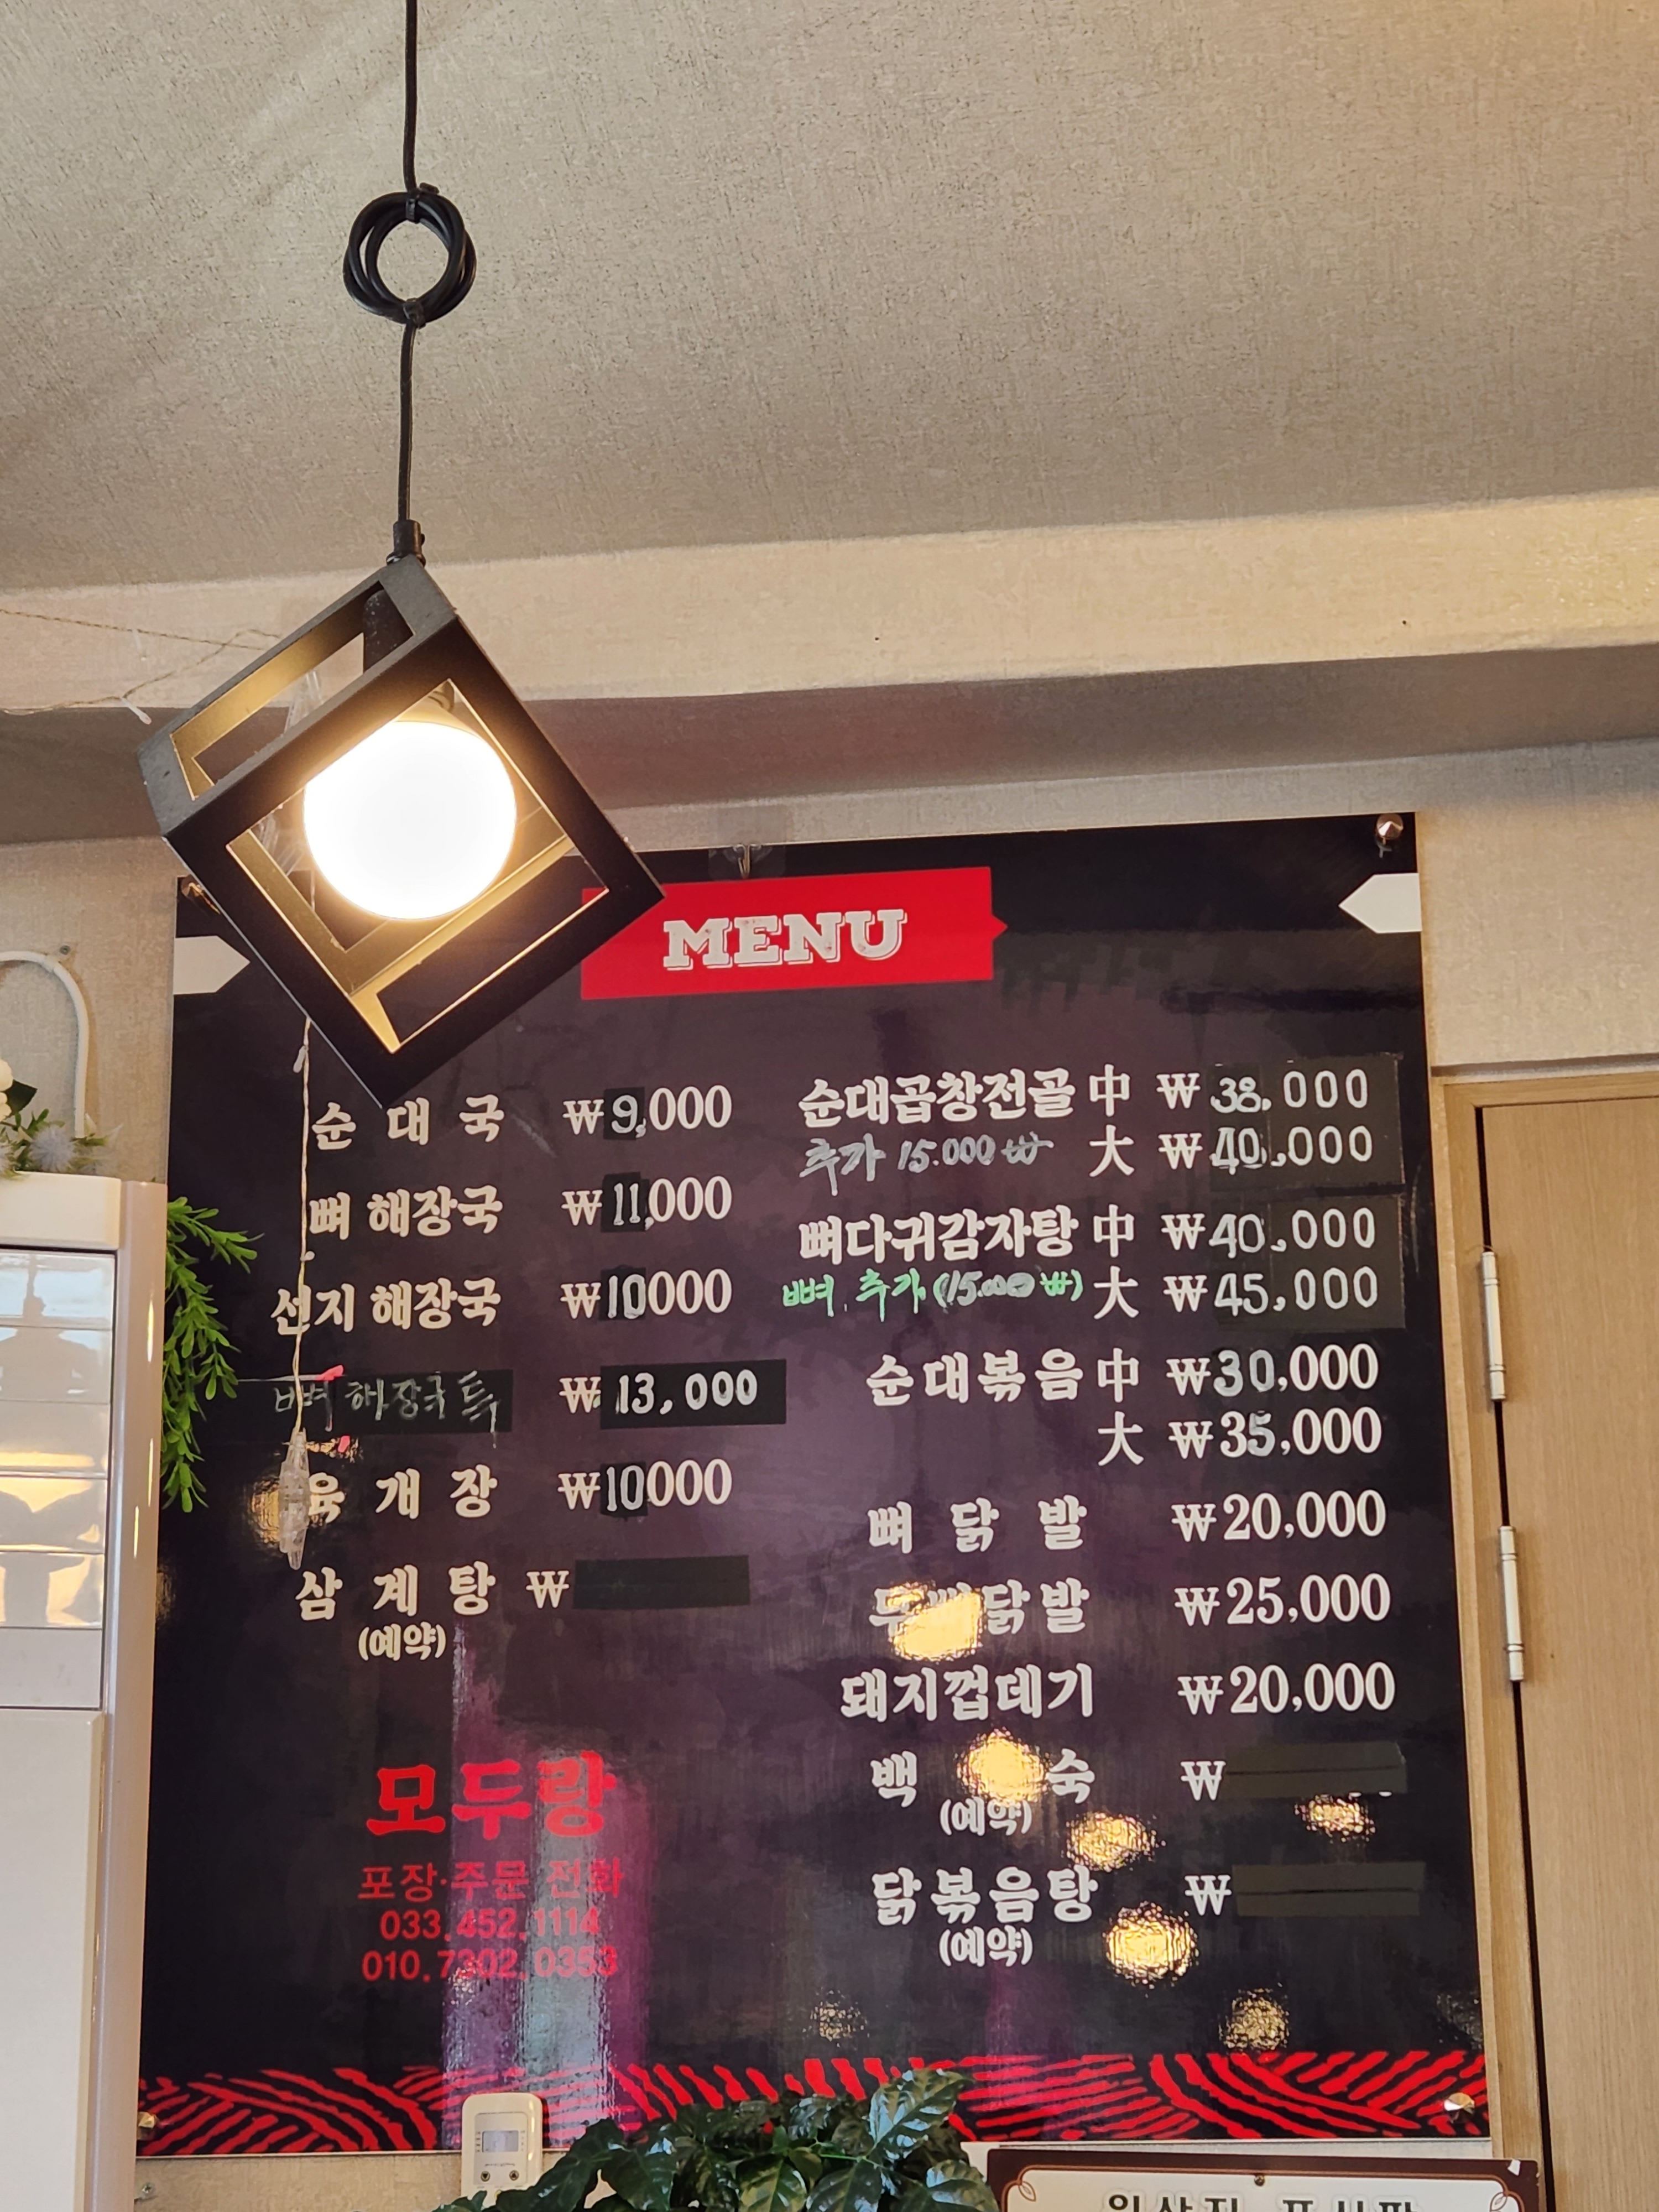 MENU
순대국 ₩9,000
뼈 해장국 ₩11,000
선지 해장국 ₩10000
뼈 해장국 특 ₩13,000
육개장 ₩10000
삼계탕 ₩
(예약)
모두랑
포장·주문 전화
033.452.1114
010.7302.0353
순대곱창전골 中 ₩38,000
추가 15.000₩ 大 ₩40,000
뼈다귀감자탕 中 ₩40,000
뼈 추가 (15.000₩) 大 ₩45,000
순대볶음 中 ₩30,000
大 ₩35,000
뼈닭발 ₩20,000
무뼈닭발 ₩25,000
돼지껍데기 ₩20,000
백숙 ₩
(예약)
닭볶음탕 ₩
(예약)